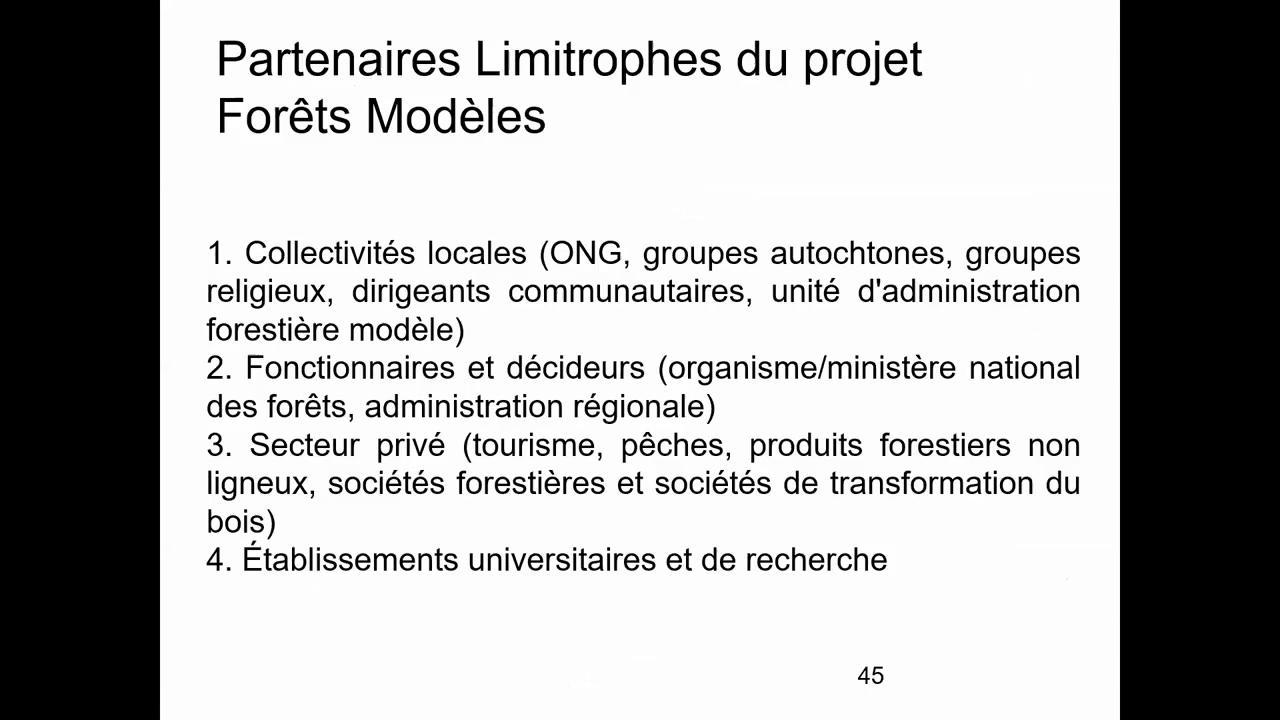 Partenaires Limitrophes du projet
Forêts Modèles
1. Collectivités locales (ONG, groupes autochtones, groupes
religieux, dirigeants communautaires, unité d'administration
forestière modèle)
2. Fonctionnaires et décideurs (organisme/ministère national
des forêts, administration régionale)
3. Secteur privé (tourisme, pêches, produits forestiers non
ligneux, sociétés forestières et sociétés de transformation du
bois)
4. Établissements universitaires et de recherche
45